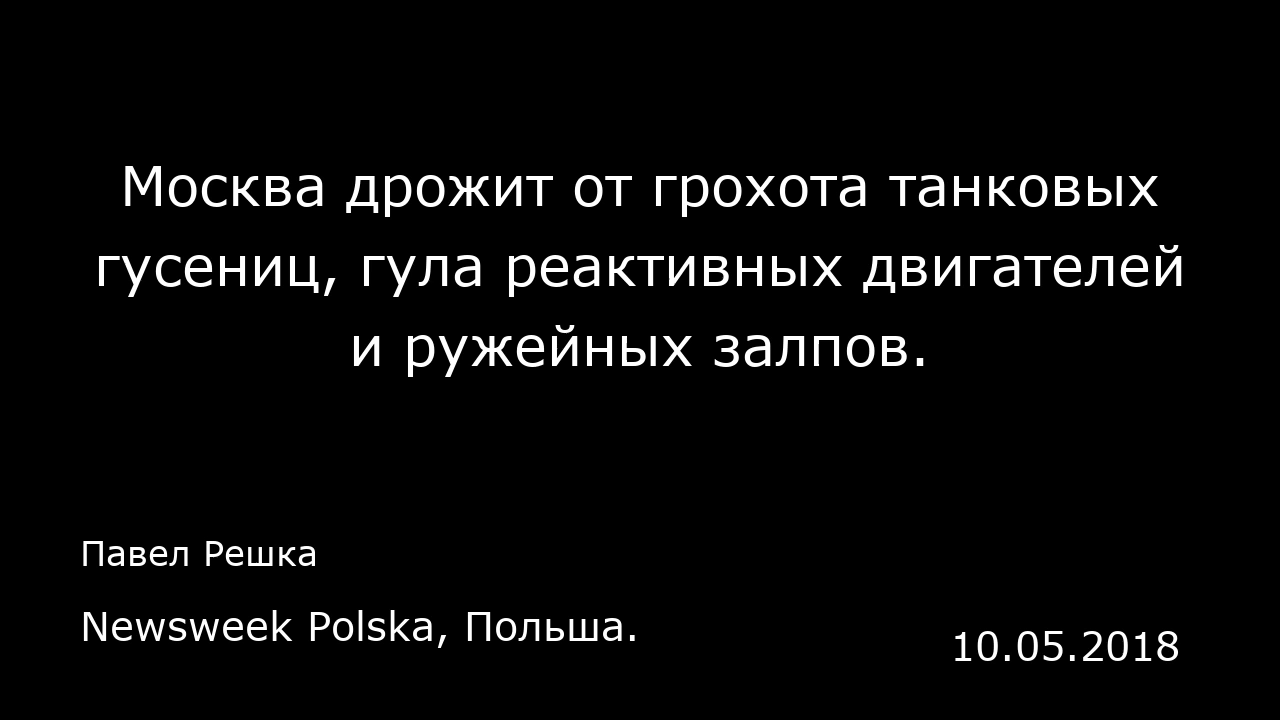 Москва дрожит от грохота танковых
гусениц, гула реактивных двигателей
и ружейных залпов.
Павел Решка
Newsweek Polska, Польша.
10.05.2018